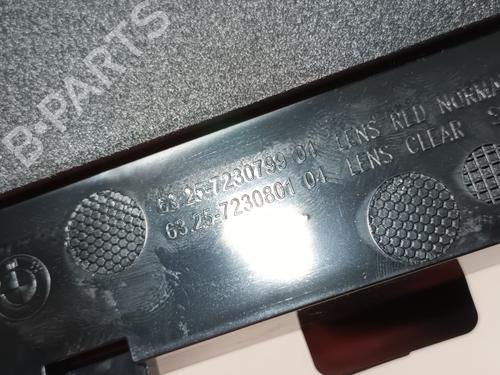 B-PARTS
63.25-7230799 04 LENS RED NORMA
63.25-7230801 04 LENS CLEAR S